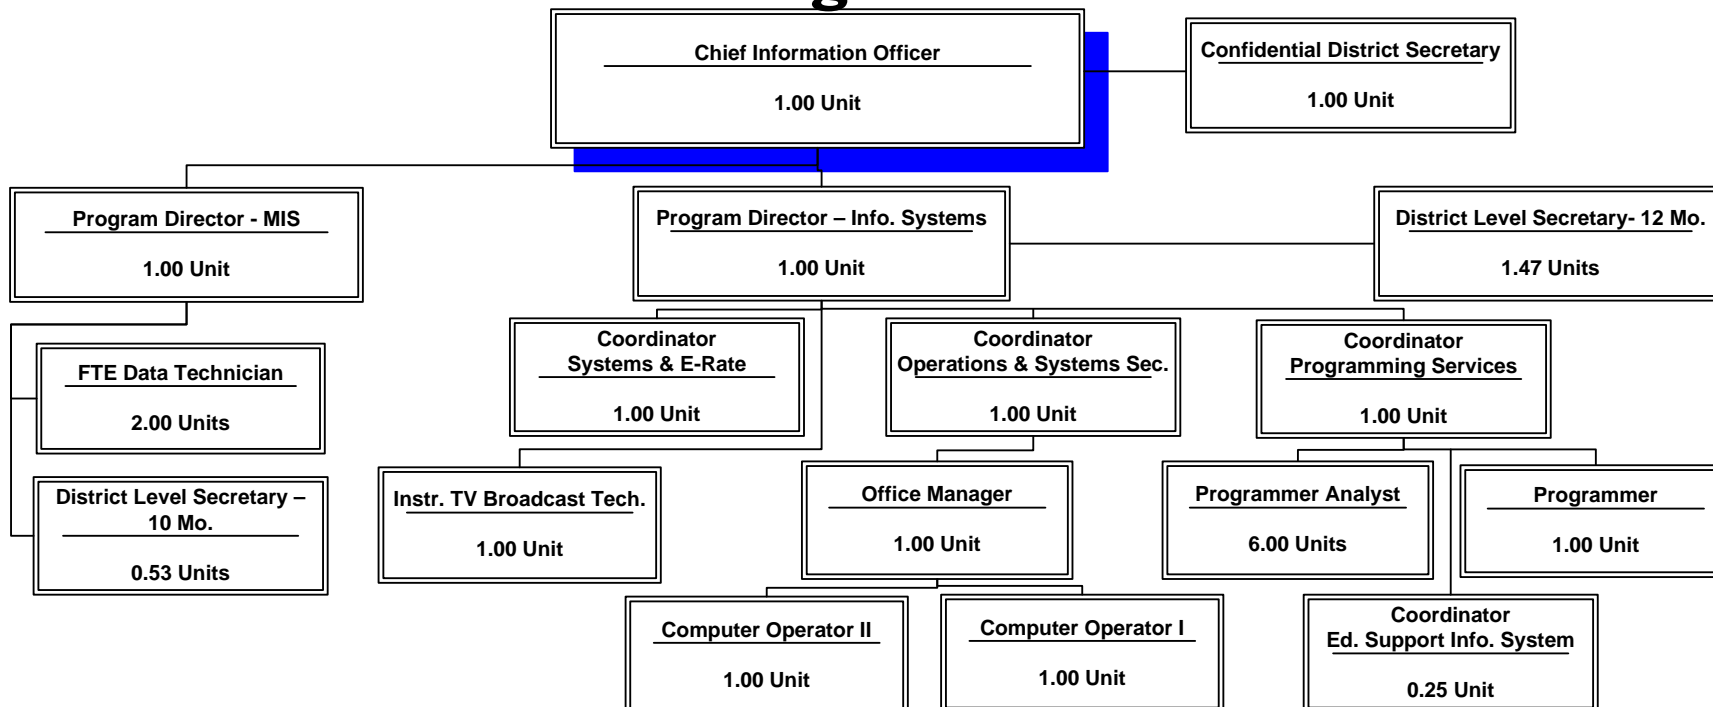 Chief Information Officer
1.00 Unit
Confidential District Secretary
1.00 Unit
Program Director - MIS
1.00 Unit
Program Director – Info. Systems
1.00 Unit
District Level Secretary- 12 Mo.
1.47 Units
FTE Data Technician
2.00 Units
District Level Secretary –
10 Mo.
0.53 Units
Coordinator
Systems & E-Rate
1.00 Unit
Coordinator
Operations & Systems Sec.
1.00 Unit
Coordinator
Programming Services
1.00 Unit
Instr. TV Broadcast Tech.
1.00 Unit
Office Manager
1.00 Unit
Programmer Analyst
6.00 Units
Programmer
1.00 Unit
Computer Operator II
1.00 Unit
Computer Operator I
1.00 Unit
Coordinator
Ed. Support Info. System
0.25 Unit